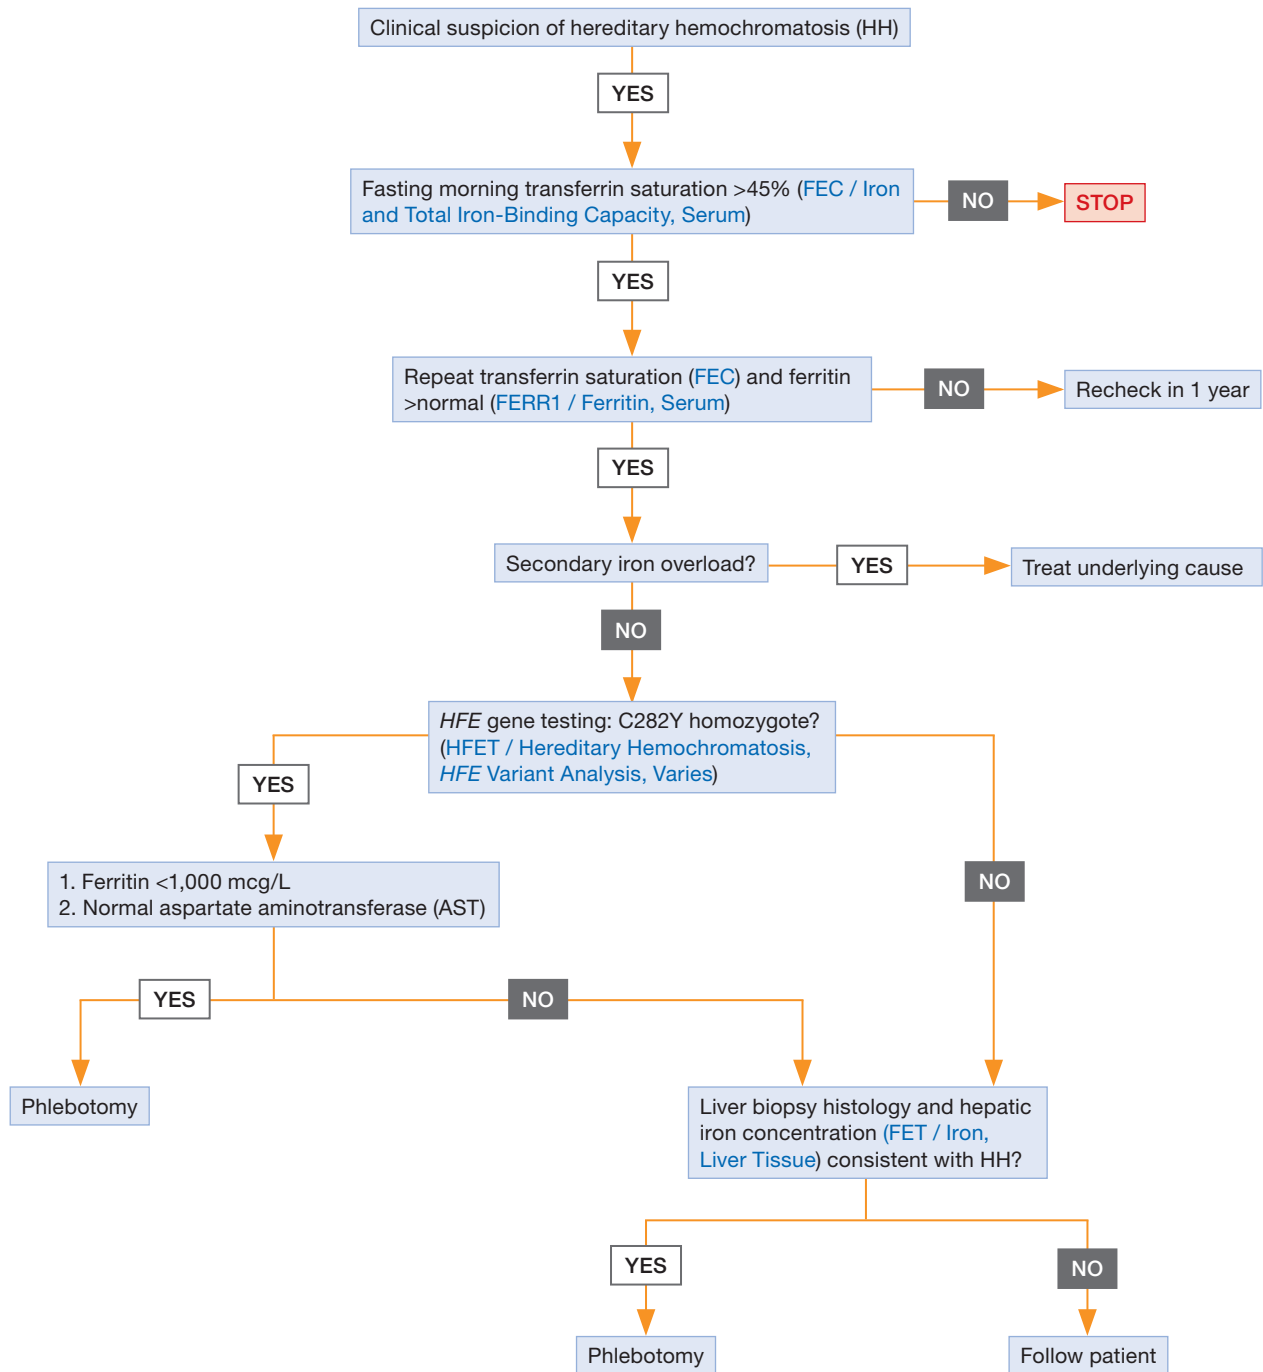 Clinical suspicion of hereditary hemochromatosis (HH)
YES
Fasting morning transferrin saturation >45% (FEC / Iron
and Total Iron-Binding Capacity, Serum)
NO
STOP
YES
Repeat transferrin saturation (FEC) and ferritin
>normal (FERR1 / Ferritin, Serum)
NO
Recheck in 1 year
YES
Secondary iron overload?
YES
Treat underlying cause
NO
HFE gene testing: C282Y homozygote?
(HFET / Hereditary Hemochromatosis,
HFE Variant Analysis, Varies)
YES
NO
1. Ferritin <1,000 mcg/L
2. Normal aspartate aminotransferase (AST)
YES
NO
Phlebotomy
Liver biopsy histology and hepatic
iron concentration (FET / Iron,
Liver Tissue) consistent with HH?
YES
NO
Phlebotomy
Follow patient